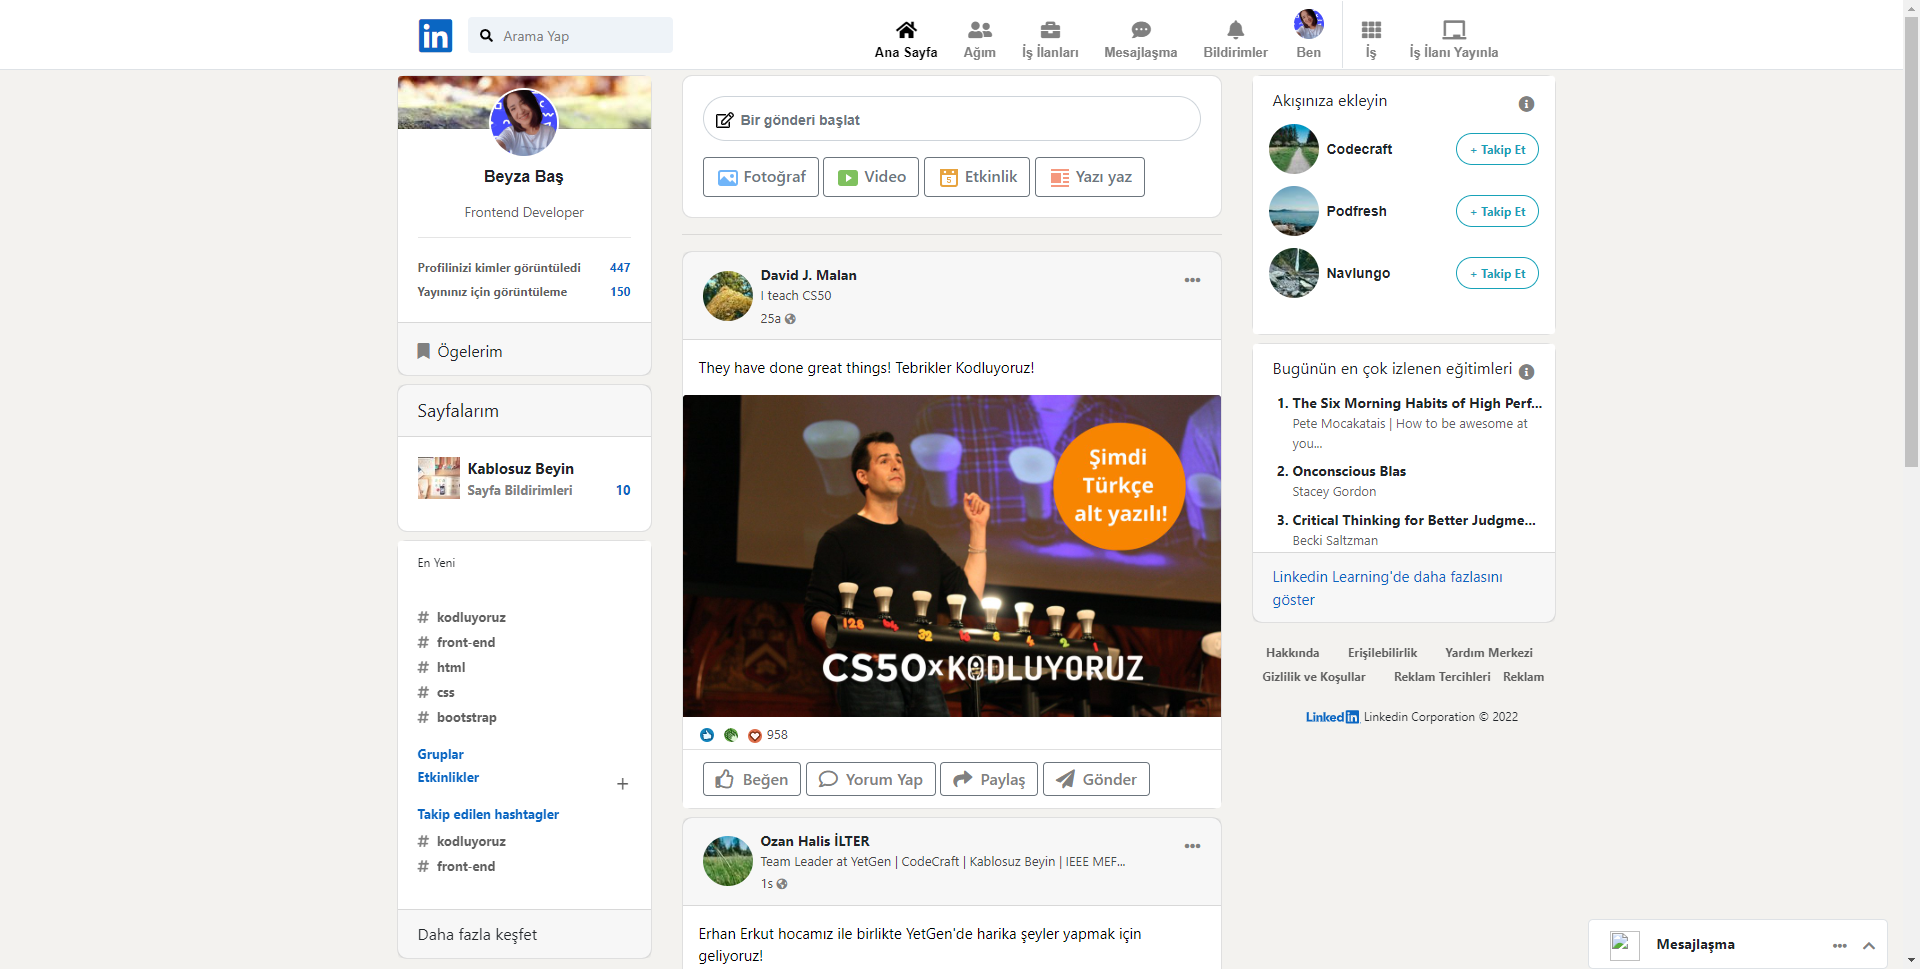 in
Arama Yap
Ana Sayfa
Ağım
İş İlanları
Mesajlaşma
Bildirimler
Ben
İş
İş İlanı Yayınla
Beyza Baş
Frontend Developer
Profilinizi kimler görüntüledi 447
Yayınınız için görüntüleme 150
Ögelerim
Sayfalarım
Kablosuz Beyin
Sayfa Bildirimleri 10
En Yeni
# kodluyoruz
# front-end
# html
# css
# bootstrap
Gruplar
Etkinlikler
+
Takip edilen hashtagler
# kodluyoruz
# front-end
Daha fazla keşfet
Bir gönderi başlat
Fotoğraf
Video
5 Etkinlik
Yazı yaz
David J. Malan
I teach CS50
25a
They have done great things! Tebrikler Kodluyoruz!
Şimdi
Türkçe
alt yazılı!
128 64 32 16 8 4 2 1
CS50xKODLUYORUZ
958
Beğen
Yorum Yap
Paylaş
Gönder
Ozan Halis İLTER
Team Leader at YetGen | CodeCraft | Kablosuz Beyin | IEEE MEF...
1s
Erhan Erkut hocamız ile birlikte YetGen'de harika şeyler yapmak için
geliyoruz!
Akışınıza ekleyin
Codecraft
+ Takip Et
Podfresh
+ Takip Et
Navlungo
+ Takip Et
Bugünün en çok izlenen eğitimleri
1. The Six Morning Habits of High Perf...
Pete Mocakatais | How to be awesome at
you...
2. Onconscious Blas
Stacey Gordon
3. Critical Thinking for Better Judgme...
Becki Saltzman
Linkedin Learning'de daha fazlasını
göster
Hakkında Erişilebilirlik Yardım Merkezi
Gizlilik ve Koşullar Reklam Tercihleri Reklam
Linkedin Linkedin Corporation © 2022
Mesajlaşma